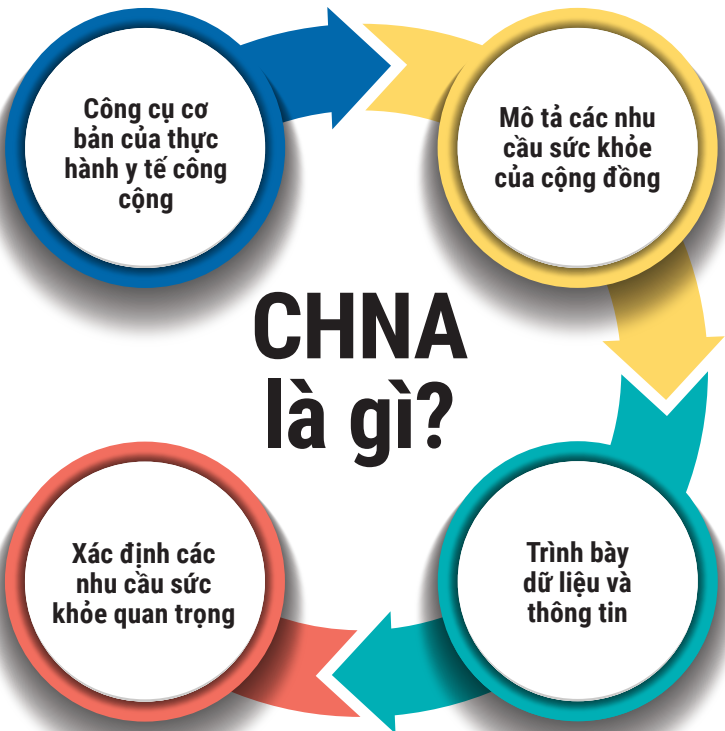 Công cụ cơ
bản của thực
hành y tế công
cộng
Mô tả các nhu
cầu sức khỏe
của cộng đồng
CHNA
là gì?
Xác định các
nhu cầu sức
khỏe quan trọng
Trình bày
dữ liệu và
thông tin